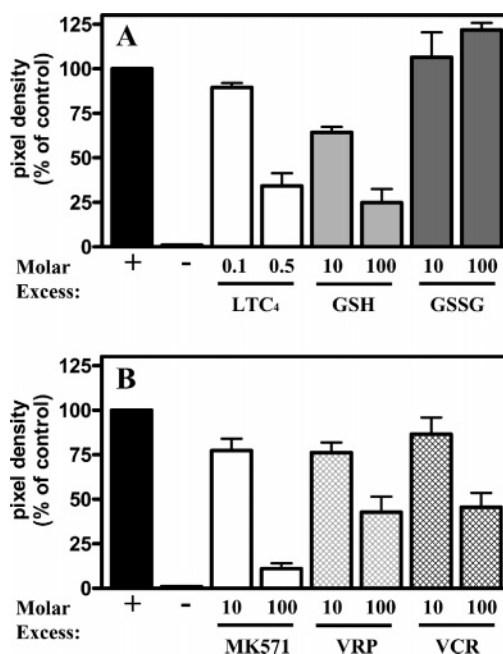 A
125
100
75
50
25
0
pixel density
(% of control)
+ -
Molar
Excess:
0.1 0.5 10 100 10 100
LTC₄ GSH GSSG
B
125
100
75
50
25
0
pixel density
(% of control)
+ -
Molar
Excess:
10 100 10 100 10 100
MK571 VRP VCR